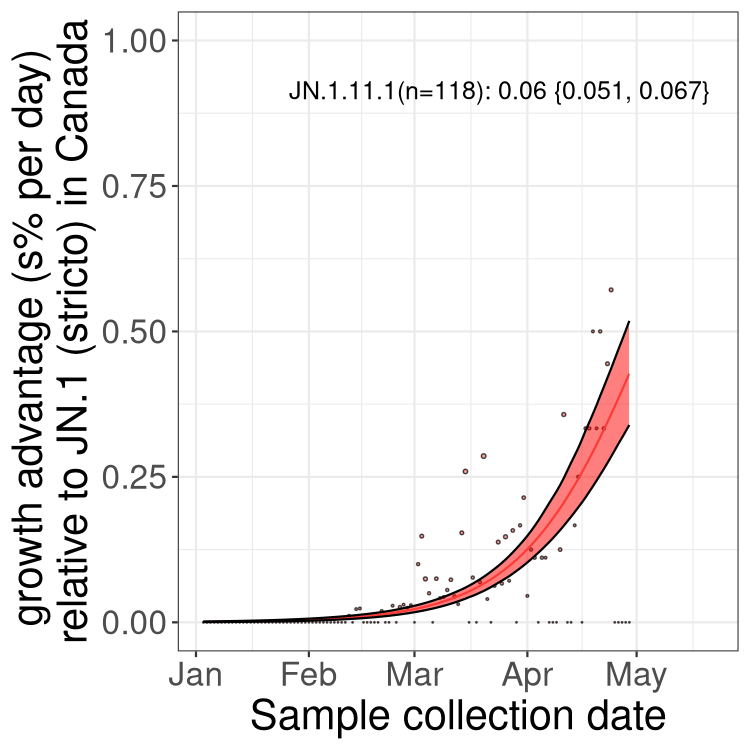 growth advantage (s% per day)
relative to JN.1 (stricto) in Canada
1.00
0.75
0.50
0.25
0.00
JN.1.11.1(n=118): 0.06 {0.051, 0.067}
Jan Feb Mar Apr May
Sample collection date